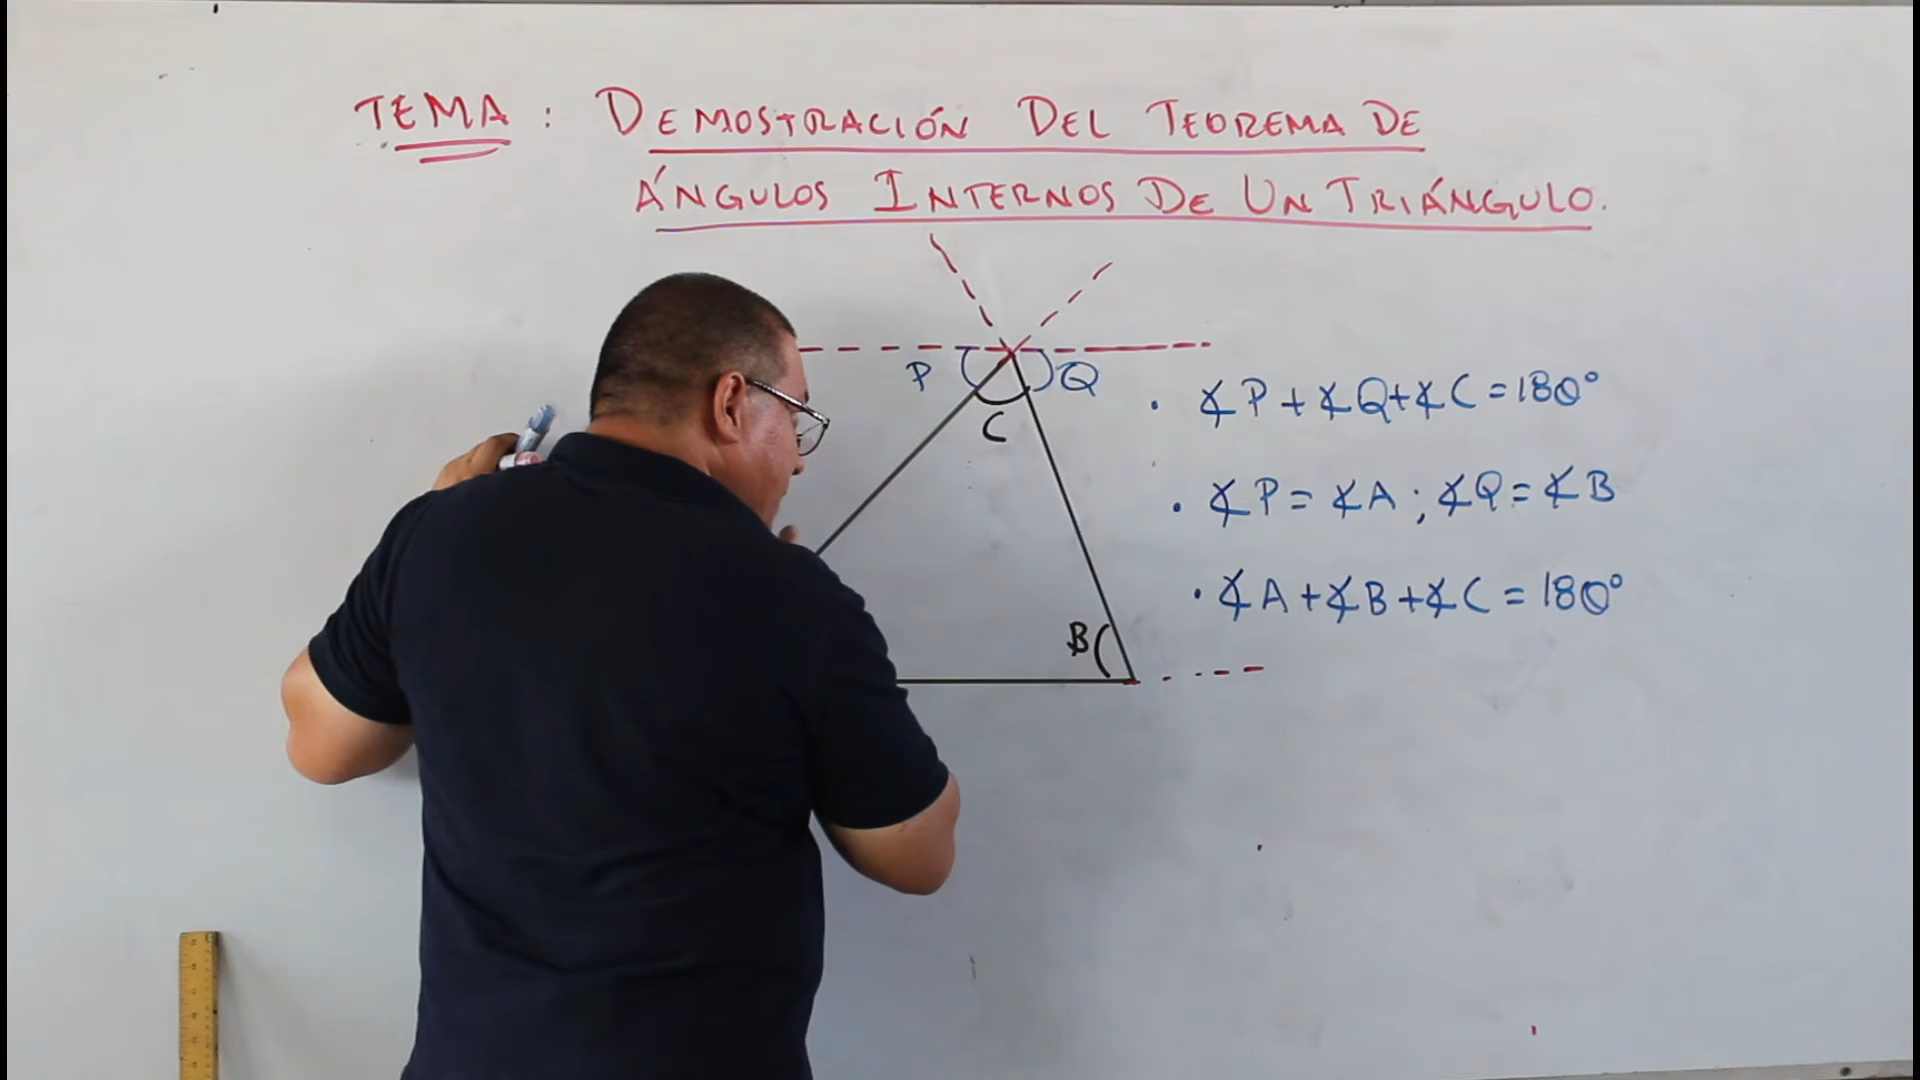 TEMA: DEMOSTRACIÓN DEL TEOREMA DE
ÁNGULOS INTERNOS DE UN TRIÁNGULO.
P
Q
C
B
· ∡P + ∡Q + ∡C = 180°
· ∡P = ∡A ; ∡Q = ∡B
· ∡A + ∡B + ∡C = 180°